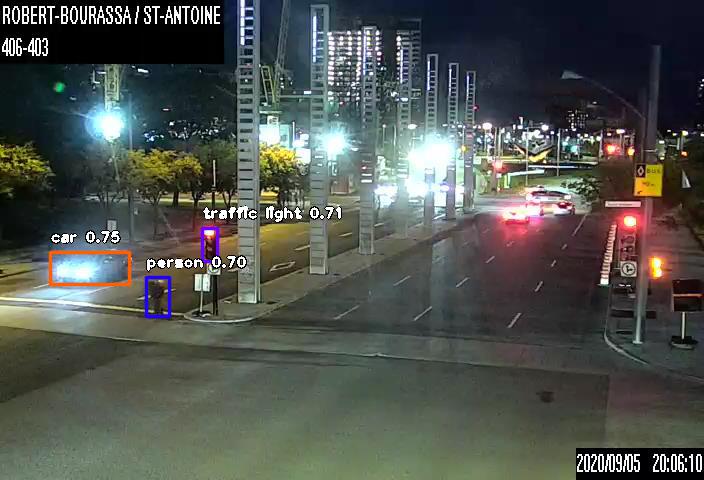 ROBERT-BOURASSA / ST-ANTOINE
406-403
traffic light 0.71
car 0.75
person 0.70
BUS
2020/09/05 20:06:10